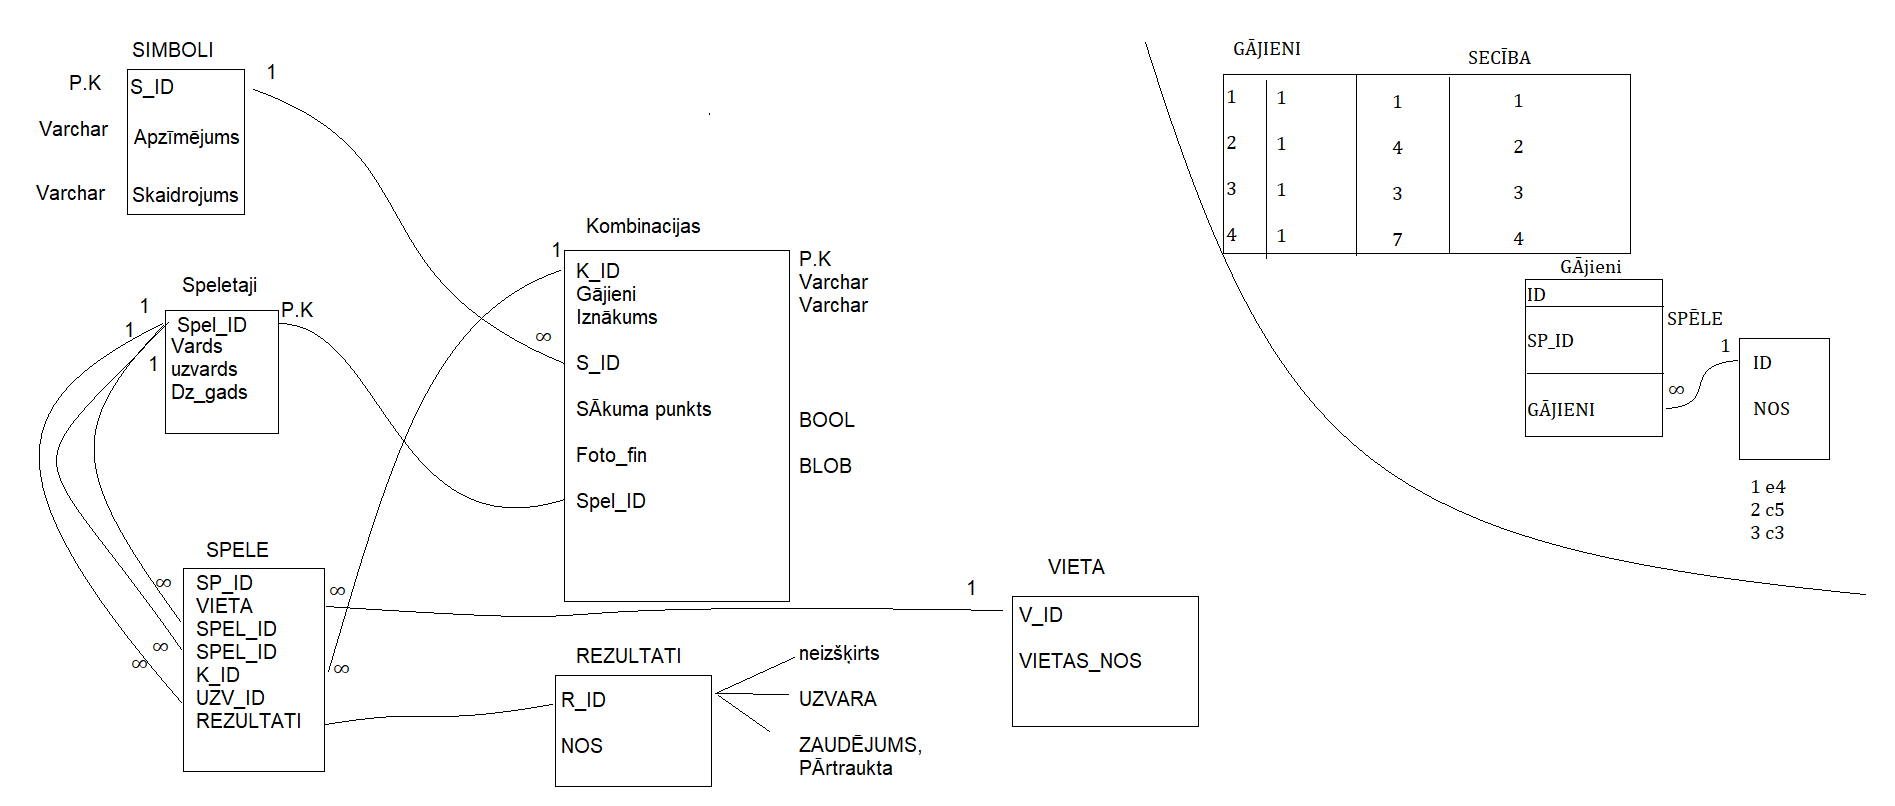 SIMBOLI
1
P.K
S_ID
Varchar
Apzīmējums
Varchar
Skaidrojums
Kombinacijas
1
K_ID
P.K
Gājieni
Varchar
Iznākums
Varchar
∞
S_ID
SĀkuma punkts
BOOL
Foto_fin
BLOB
Spel_ID
Speletaji
1
P.K
1
Spel_ID
Vards
1
uzvards
Dz_gads
SPELE
∞
SP_ID
∞
VIETA
SPEL_ID
∞
SPEL_ID
∞
K_ID
∞
UZV_ID
REZULTATI
REZULTATI
R_ID
NOS
neizšķirts
UZVARA
ZAUDĒJUMS,
PĀrtraukta
VIETA
1
V_ID
VIETAS_NOS
GĀJIENI
SECĪBA
1 1 1 1
2 1 4 2
3 1 3 3
4 1 7 4
GĀjieni
ID
SP_ID
GĀJIENI
SPĒLE
1
∞
ID
NOS
1 e4
2 c5
3 c3